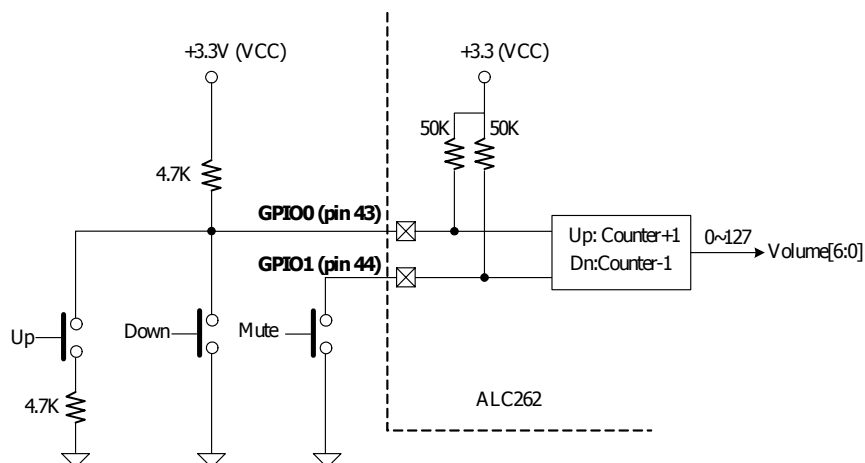 +3.3V (VCC)
+3.3 (VCC)
50K
50K
4.7K
GPIO0 (pin 43)
GPIO1 (pin 44)
Up: Counter+1
Dn:Counter-1
0~127
Volume[6:0]
Up
Down
Mute
4.7K
ALC262